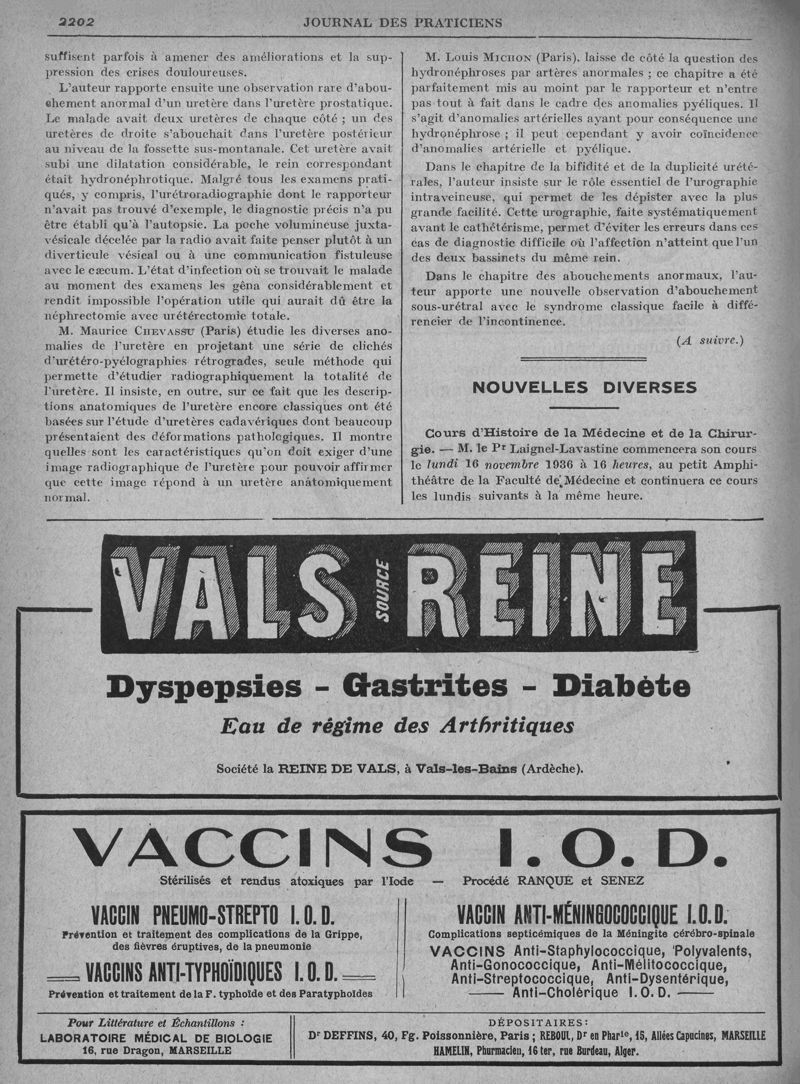 2202
JOURNAL DES PRATICIENS
suffisent parfois à amener des améliorations et la sup-
pression des crises douloureuses.
L'auteur rapporte ensuite une observation rare d'abou-
chement anormal d'un uretère dans l'uretère prostatique.
Le malade avait deux uretères de chaque côté ; un des
uretères de droite s'abouchait dans l'uretère postérieur
au niveau de la fossette sus-montanale. Cet uretère avait
subi une dilatation considérable, le rein correspondant
était hydronéphrotique. Malgré tous les examens prati-
qués, y compris, l'urétroradiographie dont le rapporteur
n'avait pas trouvé d'exemple, le diagnostic précis n'a pu
être établi qu'à l'autopsie. La poche volumineuse juxta-
vésicale décelée par la radio avait faite penser plutôt à un
diverticule vésical ou à une communication fistuleuse
avec le cæcum. L'état d'infection où se trouvait le malade
au moment des examens les gêna considérablement et
rendit impossible l'opération utile qui aurait dû être la
néphrectomie avec urétérectomie totale.
M. Maurice CHEVASSU (Paris) étudie les diverses ano-
malies de l'uretère en projetant une série de clichés
d'urétéro-pyélographies rétrogrades, seule méthode qui
permette d'étudier radiographiquement la totalité de
l'uretère. Il insiste, en outre, sur ce fait que les descrip-
tions anatomiques de l'uretère encore classiques ont été
basées sur l'étude d'uretères cadavériques dont beaucoup
présentaient des déformations pathologiques. Il montre
quelles sont les caractéristiques qu'on doit exiger d'une
image radiographique de l'uretère pour pouvoir affirmer
que cette image répond à un uretère anatomiquement
normal.
M. Louis MICHON (Paris). laisse de côté la question des
hydronéphroses par artères anormales ; ce chapitre a été
parfaitement mis au moint par le rapporteur et n'entre
pas tout à fait dans le cadre des anomalies pyéliques. Il
s'agit d'anomalies artérielles ayant pour conséquence une
hydronéphrose ; il peut cependant y avoir coïncidence
d'anomalies artérielle et pyélique.
Dans le chapitre de la bifidité et de la duplicité urété-
rales, l'auteur insiste sur le rôle essentiel de l'urographie
intraveineuse, qui permet de les dépister avec la plus
grande facilité. Cette urographie, faite systématiquement
avant le cathétérisme, permet d'éviter les erreurs dans ces
cas de diagnostic difficile où l'affection n'atteint que l'un
des deux bassinets du même rein.
Dans le chapitre des abouchements anormaux, l'au-
teur apporte une nouvelle observation d'abouchement
sous-urétral avec le syndrome classique facile à diffé-
rencier de l'incontinence.
(A suivre.)
NOUVELLES DIVERSES
Cours d'Histoire de la Médecine et de la Chirur-
gie. — M. le Pr Laignel-Lavastine commencera son cours
le lundi 16 novembre 1936 à 16 heures, au petit Amphi-
théâtre de la Faculté de Médecine et continuera ce cours
les lundis suivants à la même heure.
VALS SOURCE REINE
Dyspepsies - Gastrites - Diabète
Eau de régime des Arthritiques
Société la REINE DE VALS, à Vals-les-Bains (Ardèche).
VACCINS I. O. D.
Stérilisés et rendus atoxiques par l'Iode — Procédé RANQUE et SENEZ
VACCIN PNEUMO-STREPTO I. O. D.
Prévention et traitement des complications de la Grippe,
des fièvres éruptives, de la pneumonie
VACCINS ANTI-TYPHOÏDIQUES I. O. D.
Prévention et traitement de la F. typhoïde et des Paratyphoïdes
VACCIN ANTI-MÉNINGOCOCCIQUE I.O.D.
Complications septicémiques de la Méningite cérébro-spinale
VACCINS Anti-Staphylococcique, Polyvalents,
Anti-Gonococcique, Anti-Mélitococcique,
Anti-Streptococcique, Anti-Dysentérique,
Anti-Cholérique I. O. D.
Pour Littérature et Échantillons :
LABORATOIRE MÉDICAL DE BIOLOGIE
16, rue Dragon, MARSEILLE
DÉPOSITAIRES:
Dr DEFFINS, 40, Fg. Poissonnière, Paris ; REBOUL, Dr en Pharie, 15, Allées Capucines, MARSEILLE
HAMELIN, Pharmacien, 16 ter, rue Burdeau, Alger.